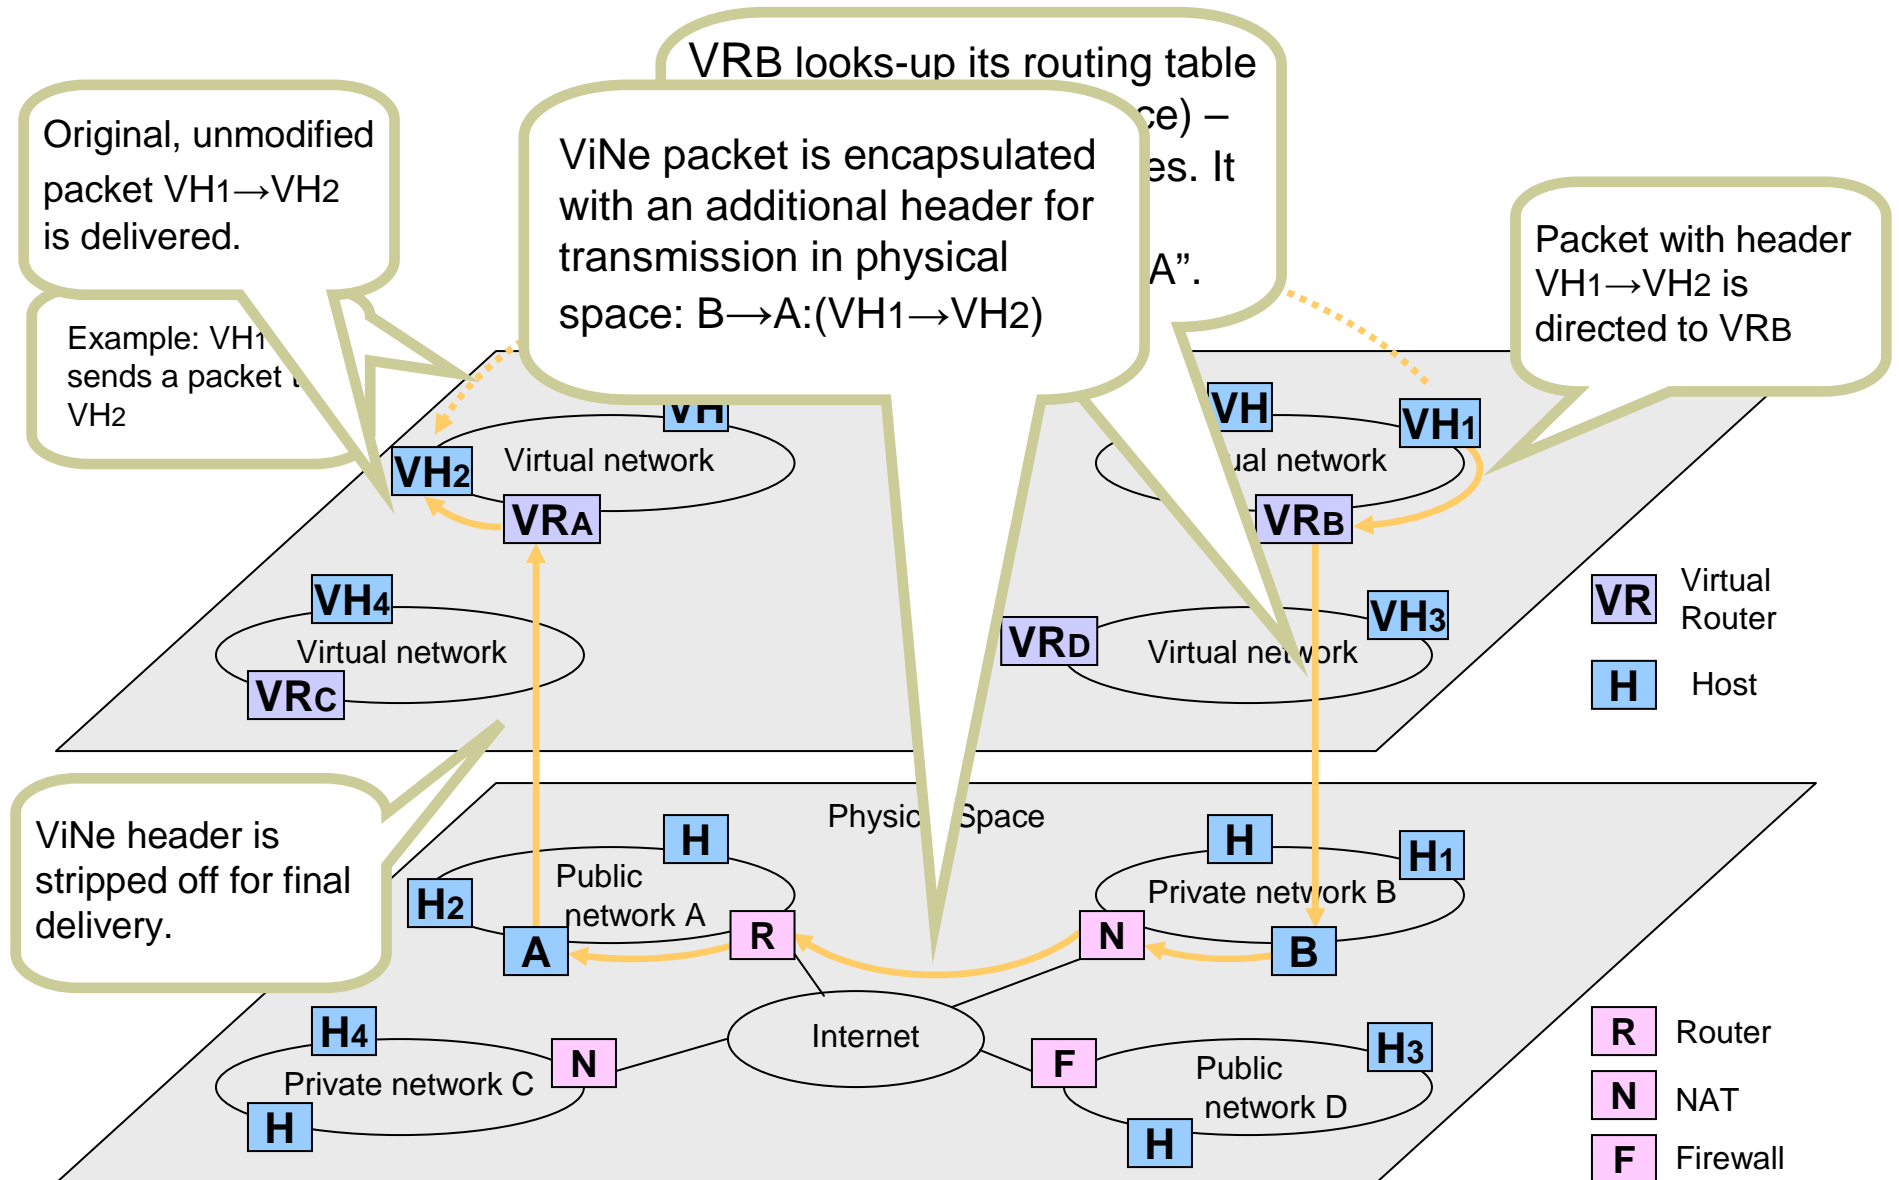 VRB looks-up its routing table
ce) –
es. It
A”.
Original, unmodified
packet VH1→VH2
is delivered.
ViNe packet is encapsulated
with an additional header for
transmission in physical
space: B→A:(VH1→VH2)
Packet with header
VH1→VH2 is
directed to VRB
Example: VH1
sends a packet
VH2
VH
VH2
Virtual network
VRA
VH
VH1
ual network
VRB
VH4
Virtual network
VRC
VRD
VH3
Virtual network
VR
Virtual
Router
H
Host
ViNe header is
stripped off for final
delivery.
Physic Space
H
H2
Public
network A
A
R
H
H1
Private network B
N
B
Internet
H4
N
Private network C
H
F
H3
Public
network D
H
R
Router
N
NAT
F
Firewall